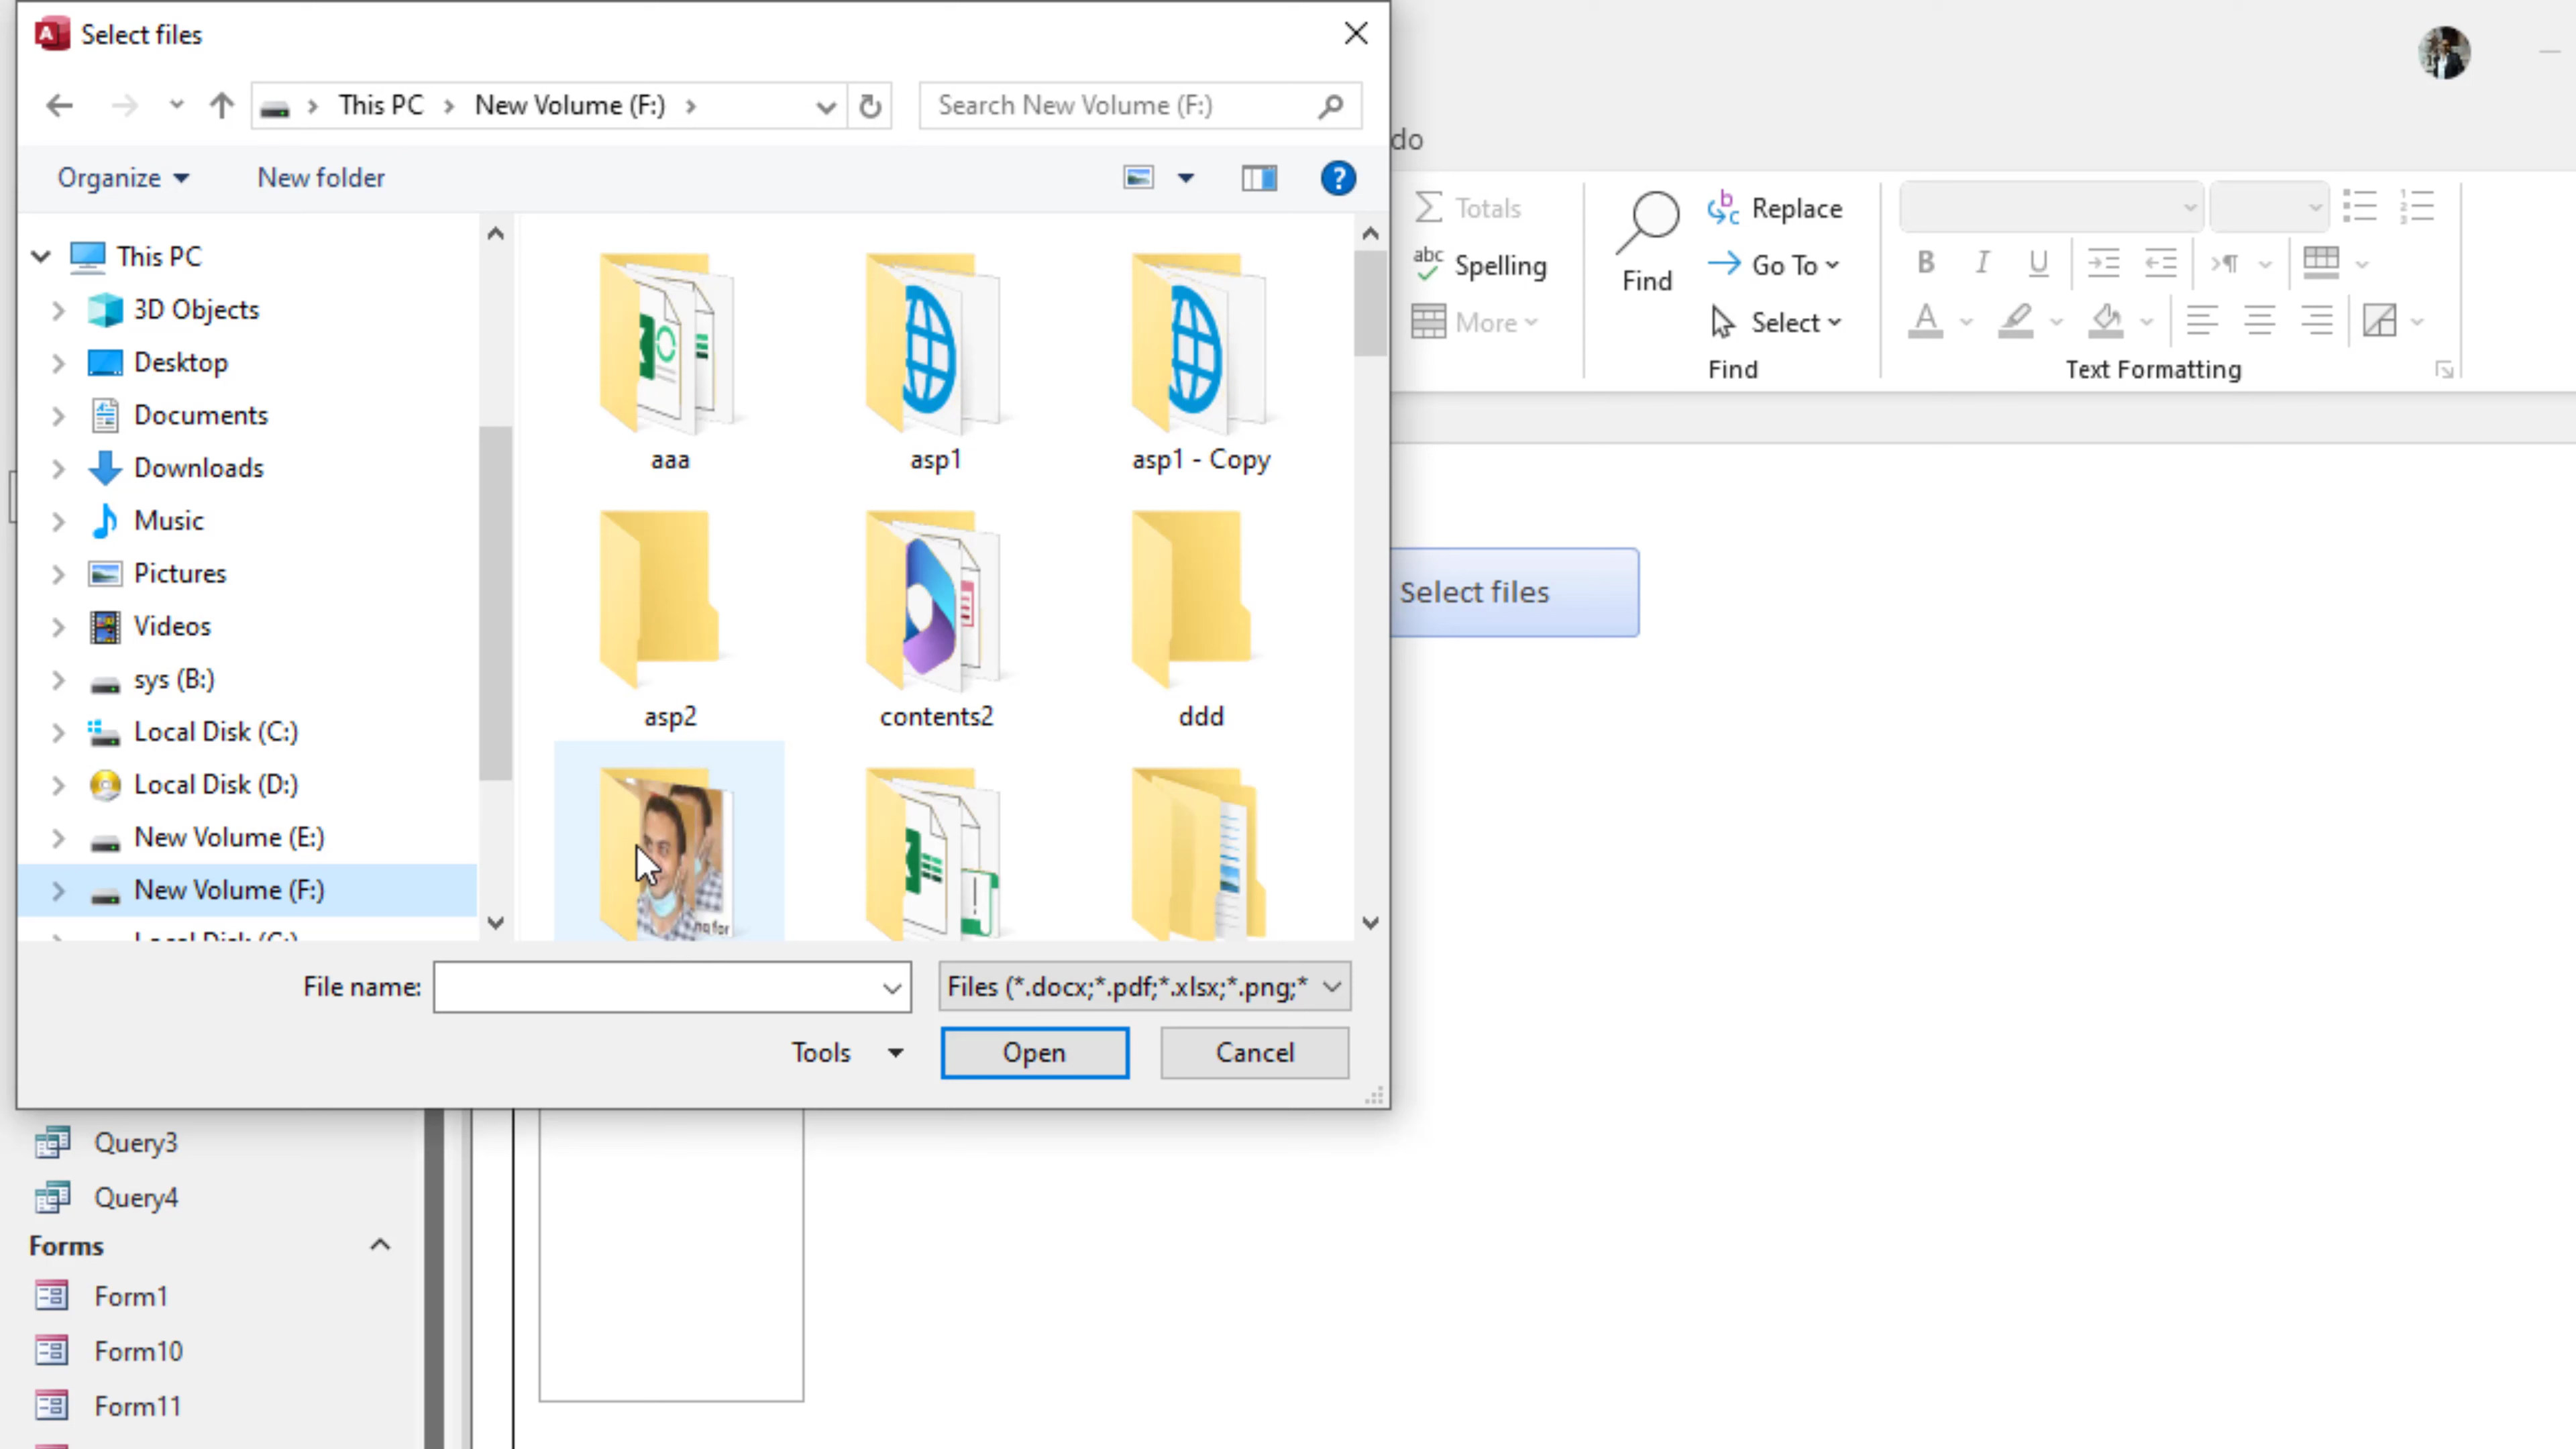 Select files
This PC
New Volume (F:)
Search New Volume (F:)
Organize
New folder
This PC
3D Objects
Desktop
Documents
Downloads
Music
Pictures
Videos
sys (B:)
Local Disk (C:)
Local Disk (D:)
New Volume (E:)
New Volume (F:)
aaa
asp1
asp1 - Copy
asp2
contents2
ddd
File name:
Files (*.docx;*.pdf;*.xlsx;*.png;*
Tools
Open
Cancel
do
Totals
abc
Spelling
More
Find
Replace
Go To
Select
Find
B I U
Text Formatting
Select files
Query3
Query4
Forms
Form1
Form10
Form11